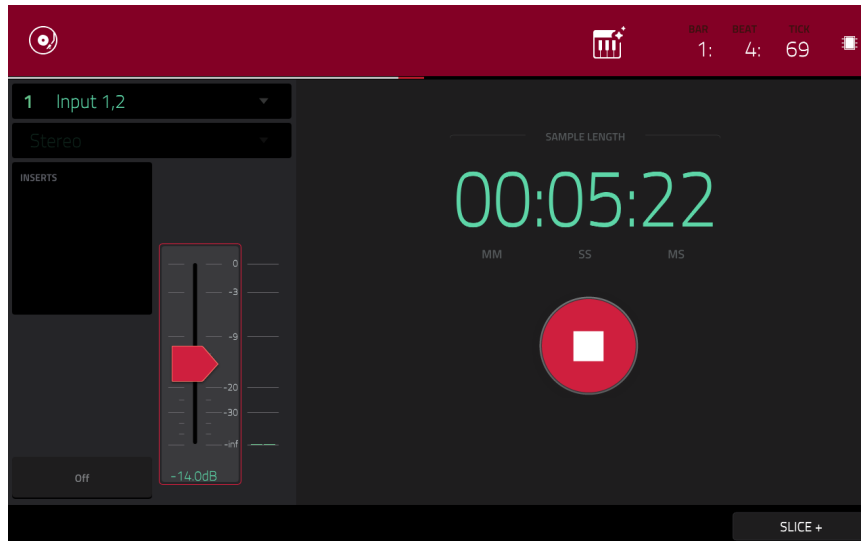 BAR BEAT TICK
1: 4: 69
1 Input 1,2
Stereo
SAMPLE LENGTH
INSERTS
00:05:22
MM SS MS
0
-3
-9
-20
-30
-inf
Off
-14.0dB
SLICE +